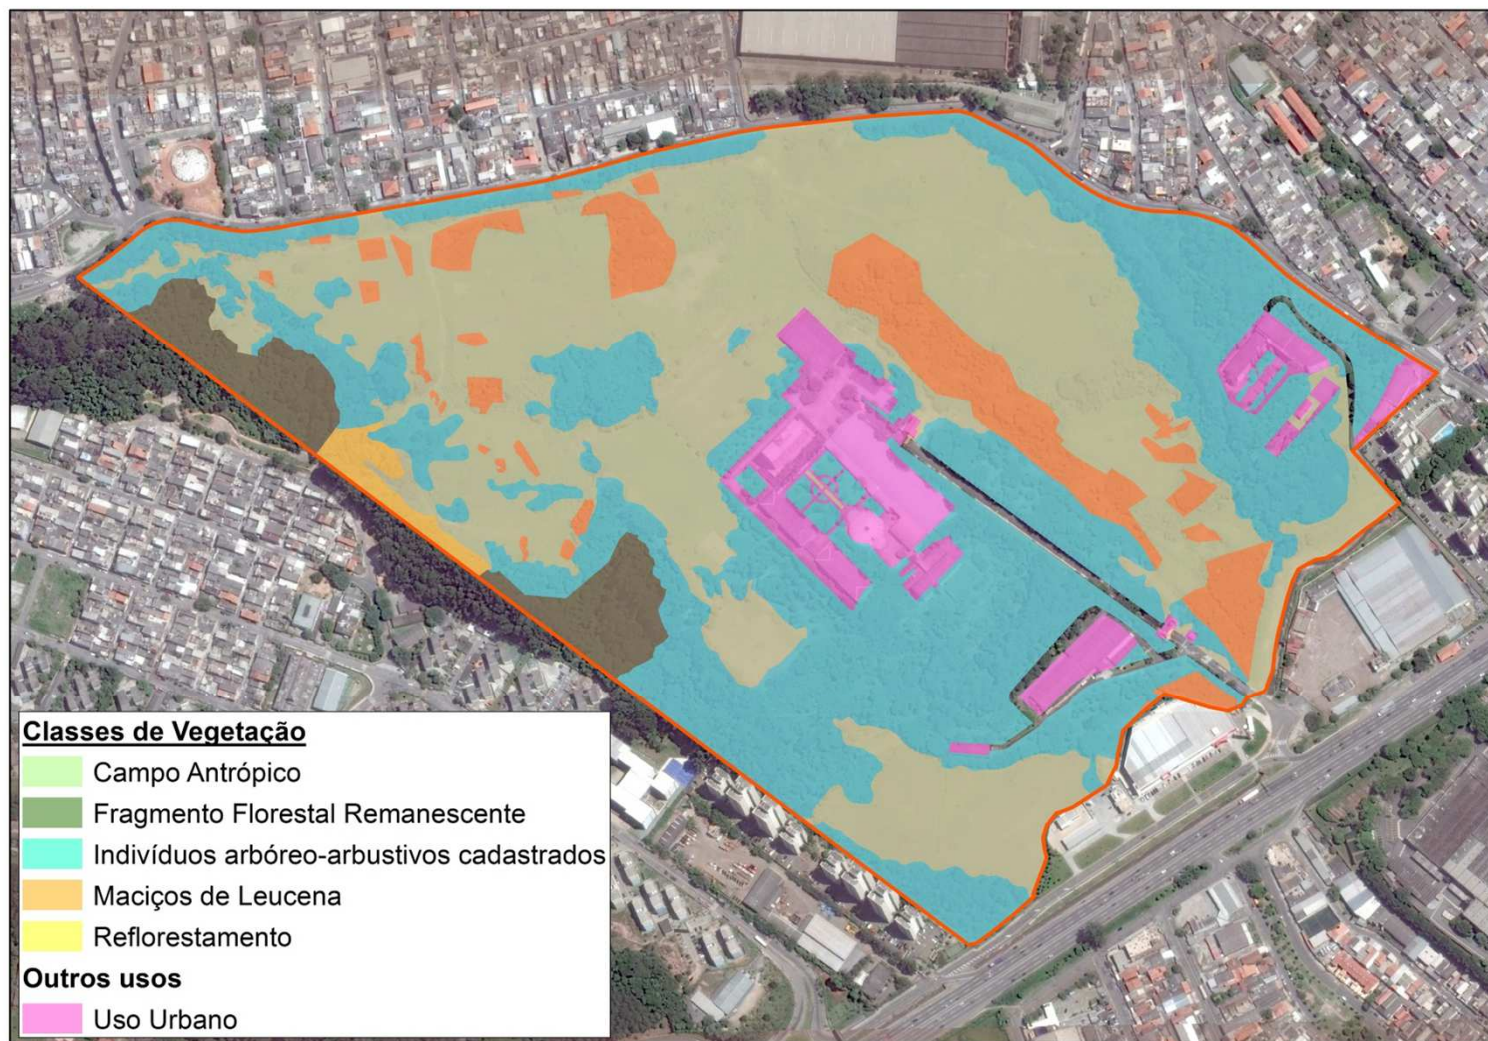 Classes de Vegetação
Campo Antrópico
Fragmento Florestal Remanescente
Indivíduos arbóreo-arbustivos cadastrados
Maciços de Leucena
Reflorestamento
Outros usos
Uso Urbano